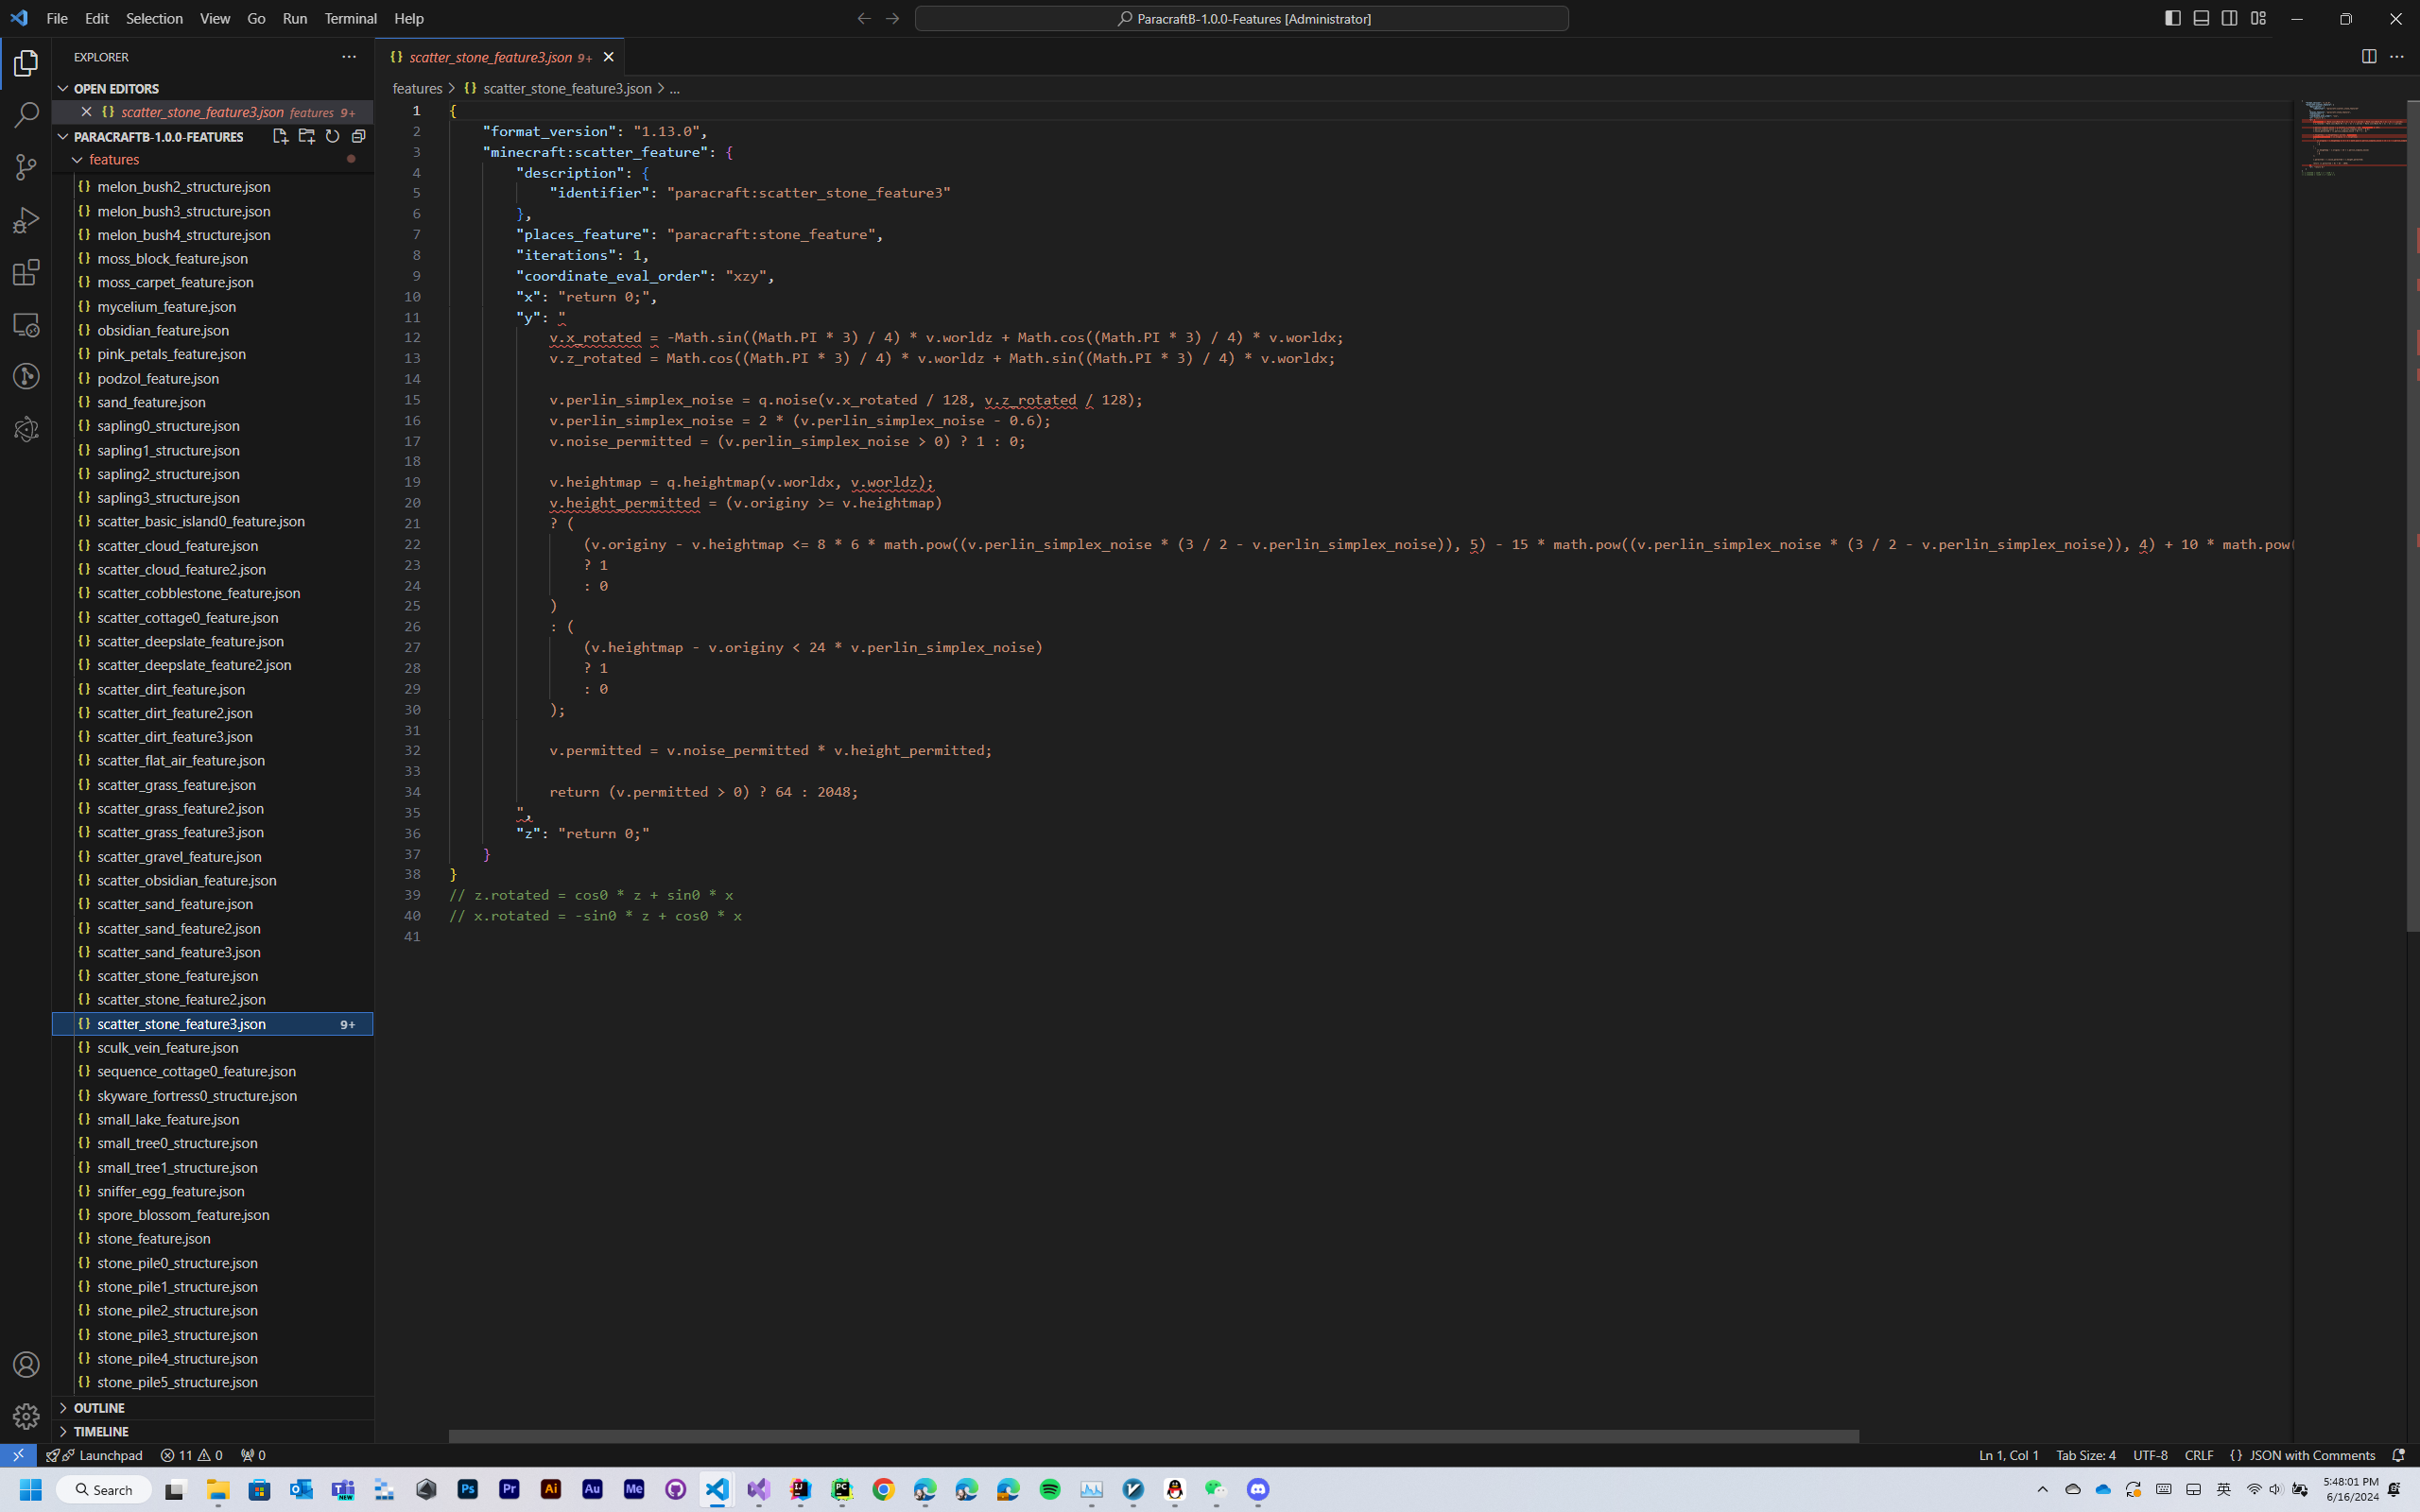 File Edit Selection View Go Run Terminal Help
ParacraftB-1.0.0-Features [Administrator]
EXPLORER
OPEN EDITORS
scatter_stone_feature3.json features 9+
PARACRAFTB-1.0.0-FEATURES
features
melon_bush2_structure.json
melon_bush3_structure.json
melon_bush4_structure.json
moss_block_feature.json
moss_carpet_feature.json
mycelium_feature.json
obsidian_feature.json
pink_petals_feature.json
podzol_feature.json
sand_feature.json
sapling0_structure.json
sapling1_structure.json
sapling2_structure.json
sapling3_structure.json
scatter_basic_island0_feature.json
scatter_cloud_feature.json
scatter_cloud_feature2.json
scatter_cobblestone_feature.json
scatter_cottage0_feature.json
scatter_deepslate_feature.json
scatter_deepslate_feature2.json
scatter_dirt_feature.json
scatter_dirt_feature2.json
scatter_dirt_feature3.json
scatter_flat_air_feature.json
scatter_grass_feature.json
scatter_grass_feature2.json
scatter_grass_feature3.json
scatter_gravel_feature.json
scatter_obsidian_feature.json
scatter_sand_feature.json
scatter_sand_feature2.json
scatter_sand_feature3.json
scatter_stone_feature.json
scatter_stone_feature2.json
scatter_stone_feature3.json 9+
sculk_vein_feature.json
sequence_cottage0_feature.json
skyware_fortress0_structure.json
small_lake_feature.json
small_tree0_structure.json
small_tree1_structure.json
sniffer_egg_feature.json
spore_blossom_feature.json
stone_feature.json
stone_pile0_structure.json
stone_pile1_structure.json
stone_pile2_structure.json
stone_pile3_structure.json
stone_pile4_structure.json
stone_pile5_structure.json
OUTLINE
TIMELINE
{} scatter_stone_feature3.json 9+
features > {} scatter_stone_feature3.json > ...
1 {
2 "format_version": "1.13.0",
3 "minecraft:scatter_feature": {
4 "description": {
5 "identifier": "paracraft:scatter_stone_feature3"
6 },
7 "places_feature": "paracraft:stone_feature",
8 "iterations": 1,
9 "coordinate_eval_order": "xzy",
10 "x": "return 0;",
11 "y": "
12 v.x_rotated = -Math.sin((Math.PI * 3) / 4) * v.worldz + Math.cos((Math.PI * 3) / 4) * v.worldx;
13 v.z_rotated = Math.cos((Math.PI * 3) / 4) * v.worldz + Math.sin((Math.PI * 3) / 4) * v.worldx;
14
15 v.perlin_simplex_noise = q.noise(v.x_rotated / 128, v.z_rotated / 128);
16 v.perlin_simplex_noise = 2 * (v.perlin_simplex_noise - 0.6);
17 v.noise_permitted = (v.perlin_simplex_noise > 0) ? 1 : 0;
18
19 v.heightmap = q.heightmap(v.worldx, v.worldz);
20 v.height_permitted = (v.originy >= v.heightmap)
21 ? (
22 (v.originy - v.heightmap <= 8 * 6 * math.pow((v.perlin_simplex_noise * (3 / 2 - v.perlin_simplex_noise)), 5) - 15 * math.pow((v.perlin_simplex_noise * (3 / 2 - v.perlin_simplex_noise)), 4) + 10 * math.pow(
23 ? 1
24 : 0
25 )
26 : (
27 (v.heightmap - v.originy < 24 * v.perlin_simplex_noise)
28 ? 1
29 : 0
30 );
31
32 v.permitted = v.noise_permitted * v.height_permitted;
33
34 return (v.permitted > 0) ? 64 : 2048;
35 ",
36 "z": "return 0;"
37 }
38 }
39 // z.rotated = cosθ * z + sinθ * x
40 // x.rotated = -sinθ * z + cosθ * x
41
Launchpad 11 0 0
Ln 1, Col 1 Tab Size: 4 UTF-8 CRLF {} JSON with Comments
Search
NEW
Ps Pr Ai Au Me
英
5:48:01 PM
6/16/2024